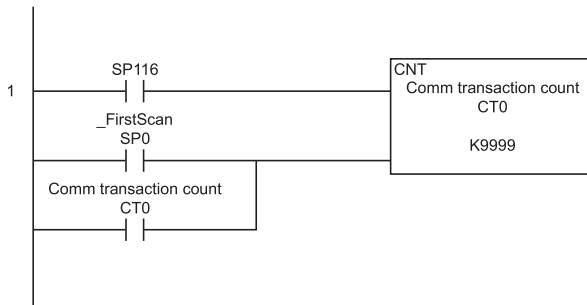 SP116
CNT
Comm transaction count
CT0
K9999
1
_FirstScan
SP0
Comm transaction count
CT0